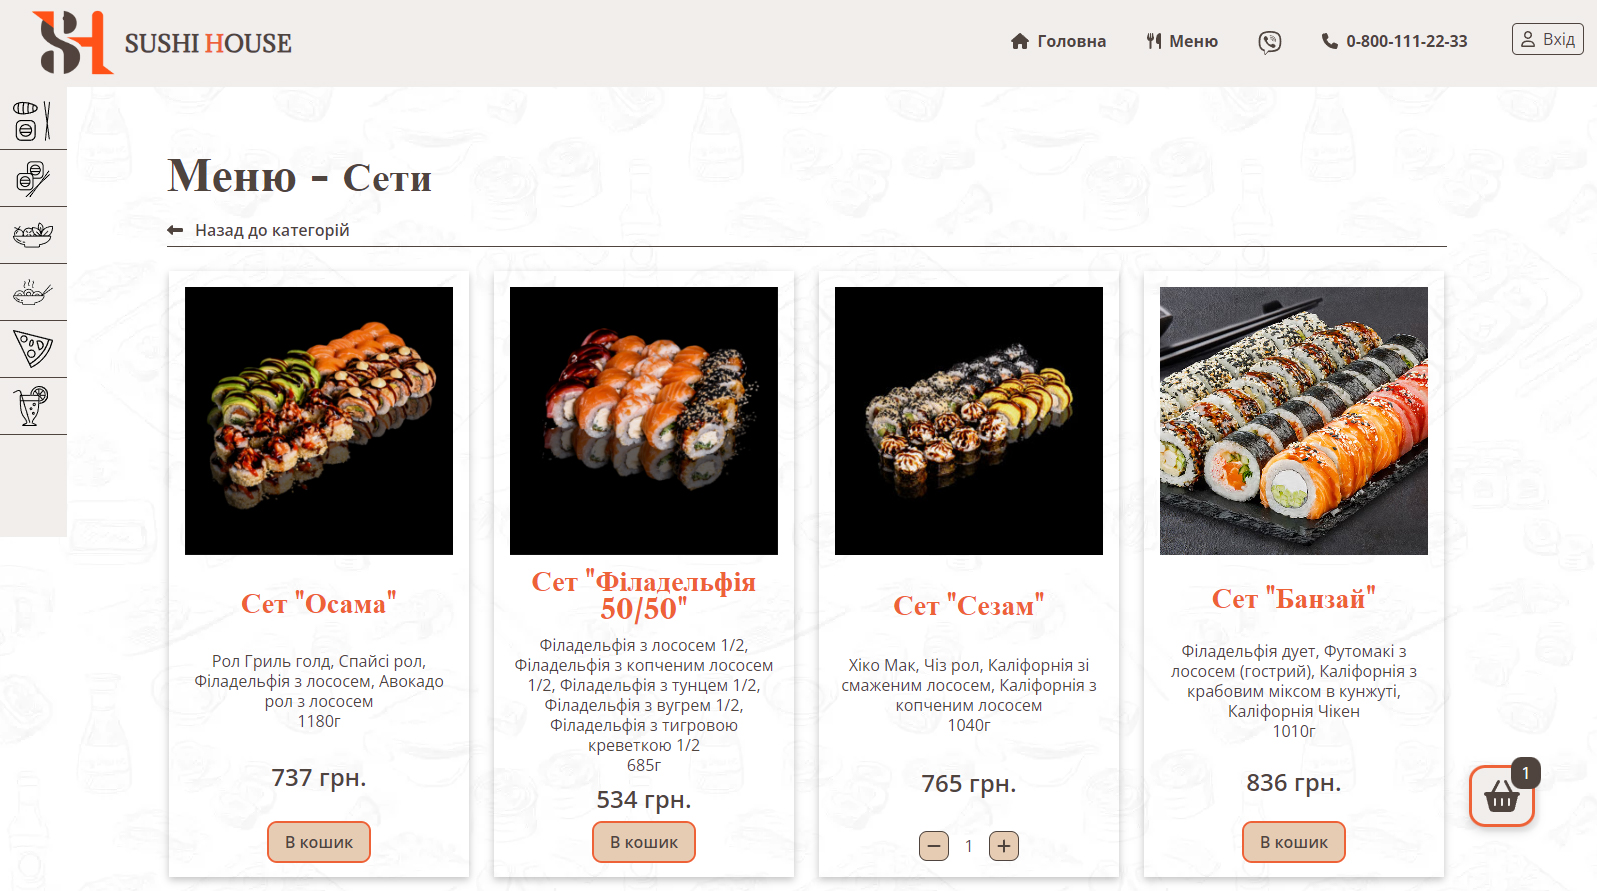 SUSHI HOUSE
Головна
Меню
0-800-111-22-33
Вхід
Меню - Сети
Назад до категорій
Сет "Осама"
Рол Гриль голд, Спайсі рол,
Філадельфія з лососем, Авокадо
рол з лососем
1180г
737 грн.
В кошик
Сет "Філадельфія
50/50"
Філадельфія з лососем 1/2,
Філадельфія з копченим лососем
1/2, Філадельфія з тунцем 1/2,
Філадельфія з вугрем 1/2,
Філадельфія з тигровою
креветкою 1/2
685г
534 грн.
В кошик
Сет "Сезам"
Хіко Мак, Чіз рол, Каліфорнія зі
смаженим лососем, Каліфорнія з
копченим лососем
1040г
765 грн.
− 1 +
Сет "Банзай"
Філадельфія дует, Футомакі з
лососем (гострий), Каліфорнія з
крабовим міксом в кунжуті,
Каліфорнія Чікен
1010г
836 грн.
В кошик
1